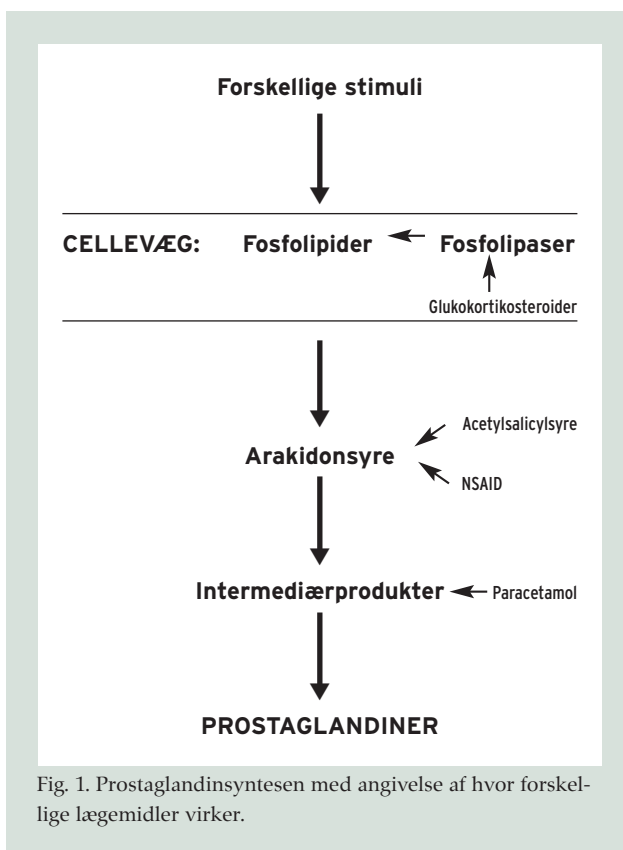 Forskellige stimuli
CELLEVÆG: Fosfolipider Fosfolipaser
Glukokortikosteroider
Acetylsalicylsyre
Arakidonsyre
NSAID
Intermediærprodukter Paracetamol
PROSTAGLANDINER
Fig. 1. Prostaglandinsyntesen med angivelse af hvor forskel-
lige lægemidler virker.